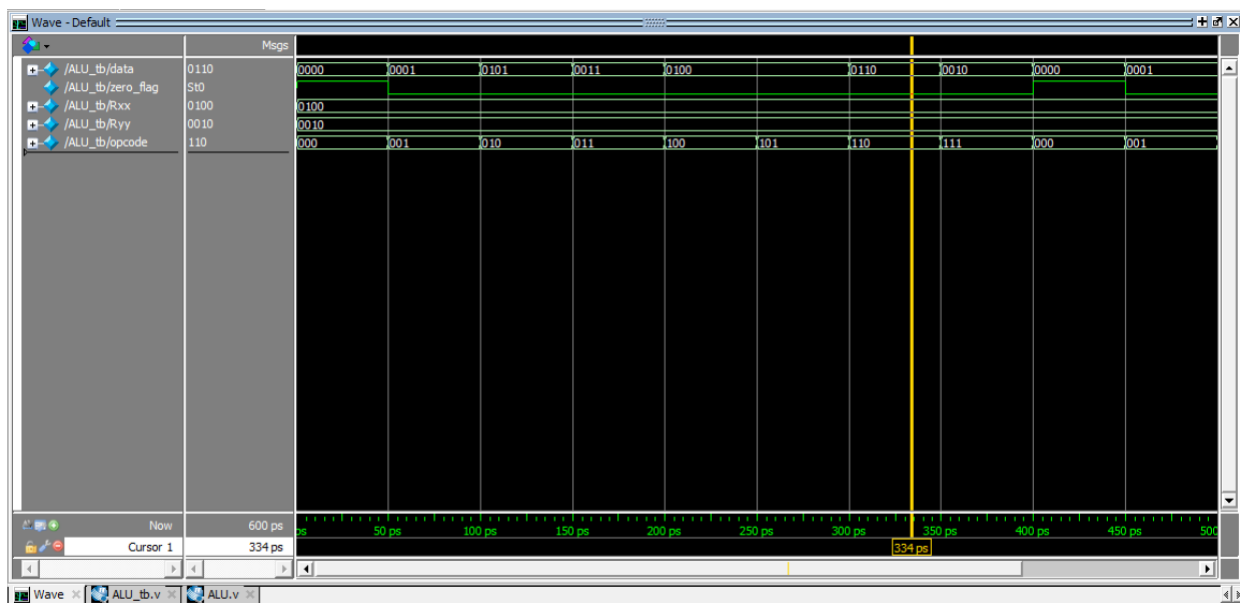 Wave - Default
Msgs
/ALU_tb/data 0110 0000 0001 0101 0011 0100 0110 0010 0000 0001
/ALU_tb/zero_flag St0
/ALU_tb/Rxx 0100 0100
/ALU_tb/Ryy 0010 0010
/ALU_tb/opcode 110 000 001 010 011 100 101 110 111 000 001
Now 600 ps ps 50 ps 100 ps 150 ps 200 ps 250 ps 300 ps 350 ps 400 ps 450 ps 500
Cursor 1 334 ps 334 ps
Wave ALU_tb.v ALU.v